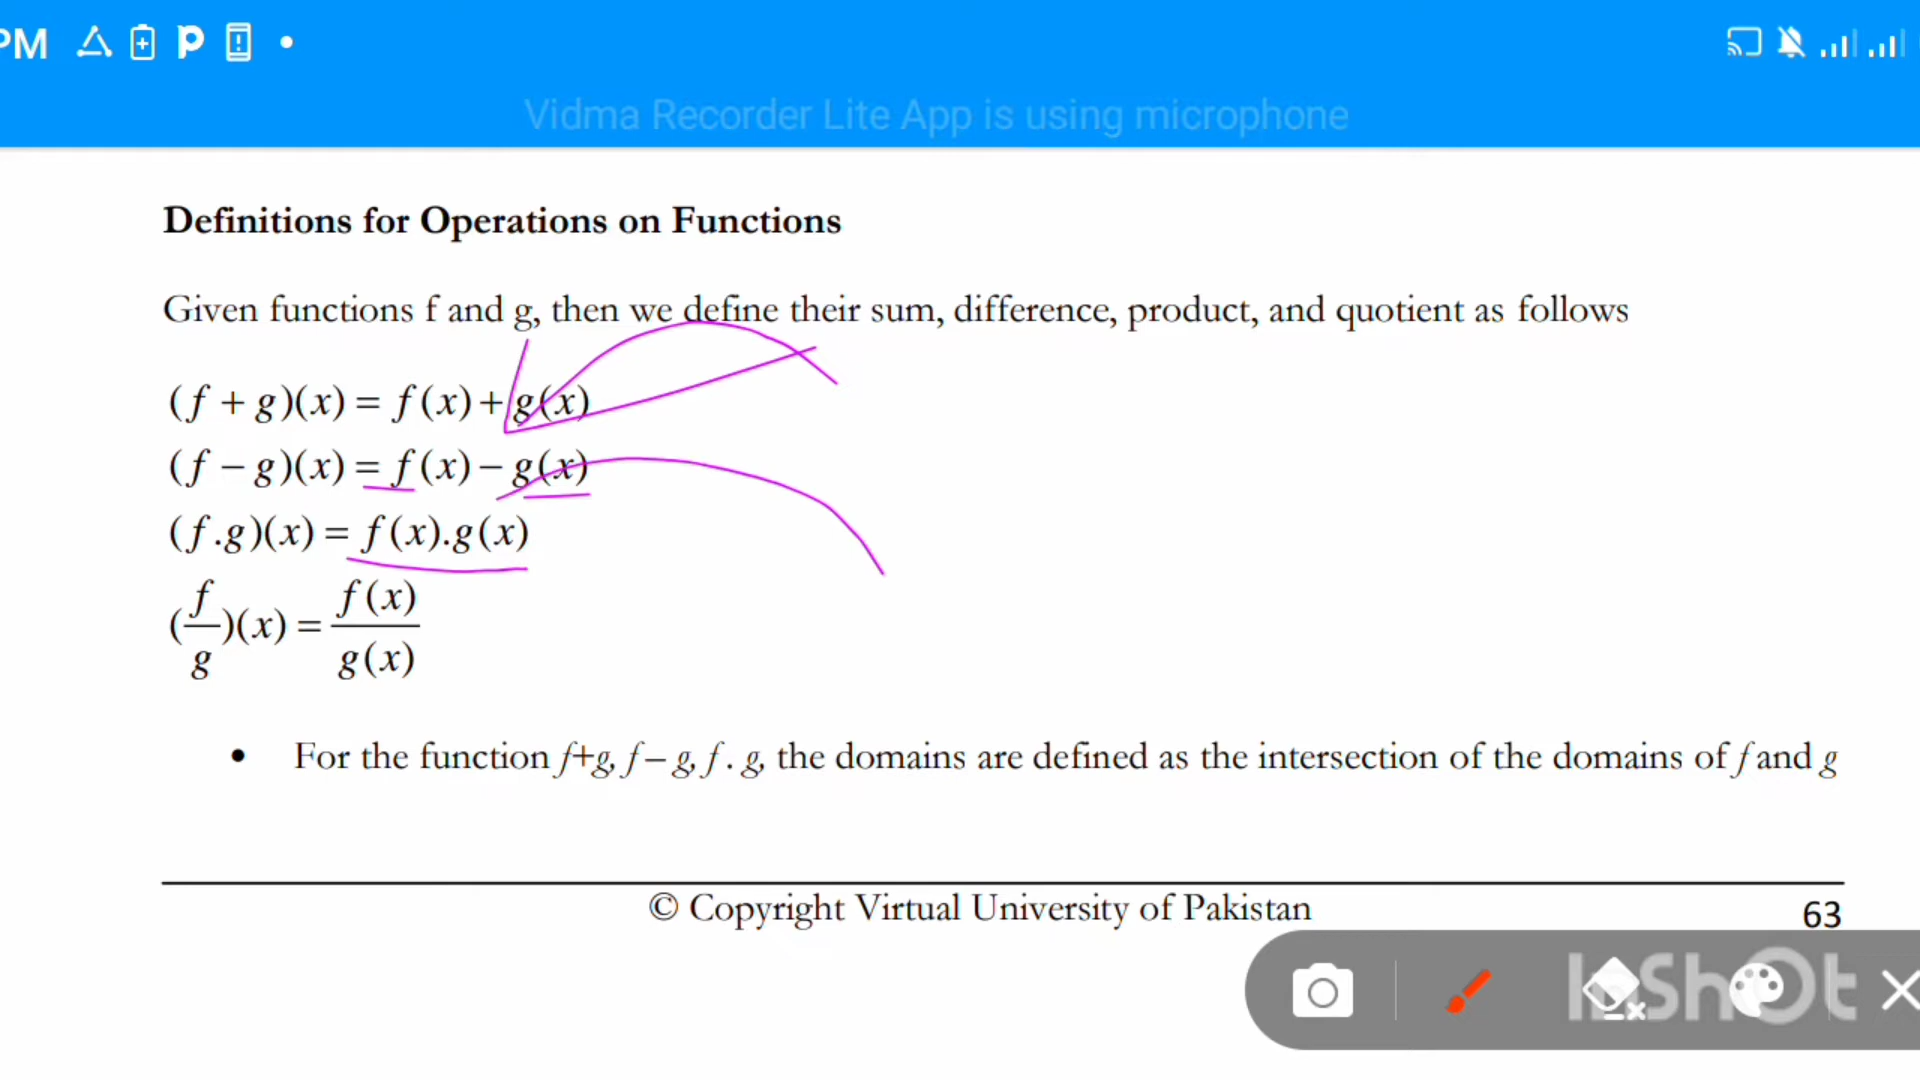 PM
Vidma Recorder Lite App is using microphone
Definitions for Operations on Functions
Given functions f and g, then we define their sum, difference, product, and quotient as follows
(f + g)(x) = f(x) + g(x)
(f − g)(x) = f(x) − g(x)
(f.g)(x) = f(x).g(x)
(f/g)(x) = f(x)/g(x)
• For the function f+g, f − g, f . g, the domains are defined as the intersection of the domains of f and g
© Copyright Virtual University of Pakistan
63
InShOt